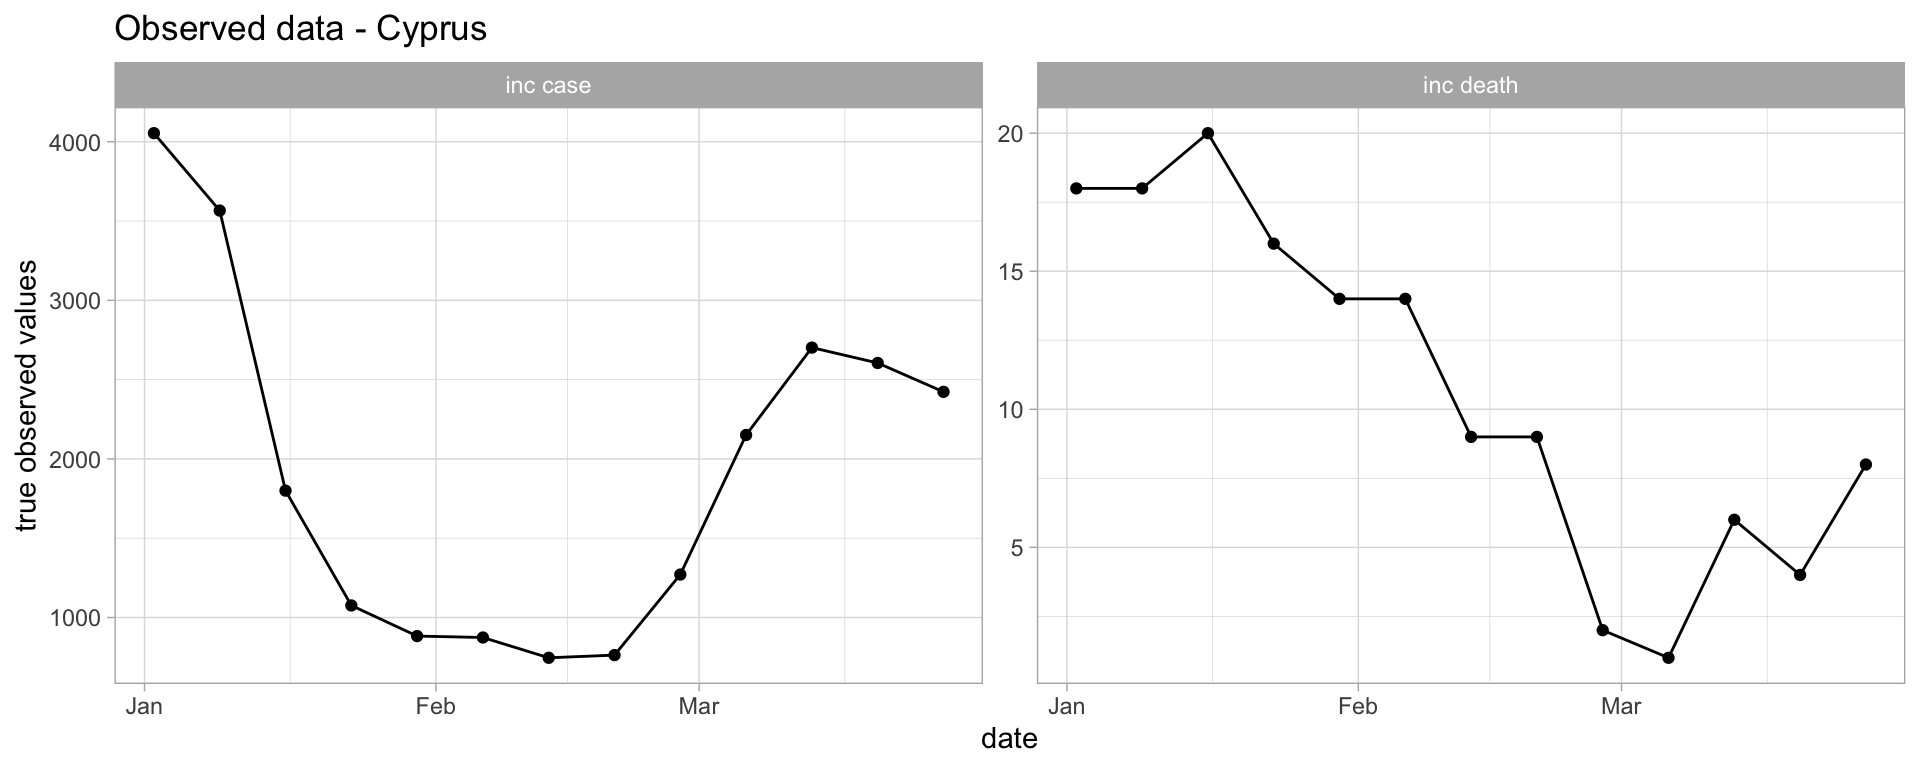 Observed data - Cyprus
inc case
inc death
true observed values
4000
3000
2000
1000
20
15
10
5
Jan
Feb
Mar
Jan
Feb
Mar
date